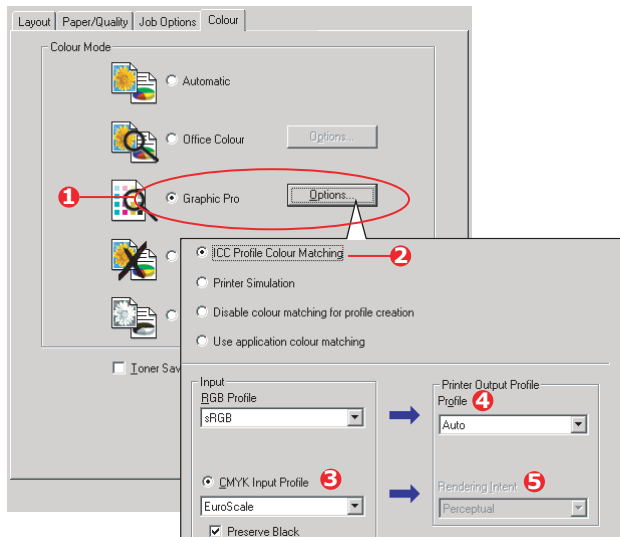 Layout Paper/Quality Job Options Colour
Colour Mode
Automatic
Office Colour Options...
1 Graphic Pro Options...
ICC Profile Colour Matching 2
Printer Simulation
Disable colour matching for profile creation
Use application colour matching
Toner Sav
Input
RGB Profile
sRGB
CMYK Input Profile 3
EuroScale
Preserve Black
Printer Output Profile
Profile 4
Auto
Rendering Intent 5
Perceptual